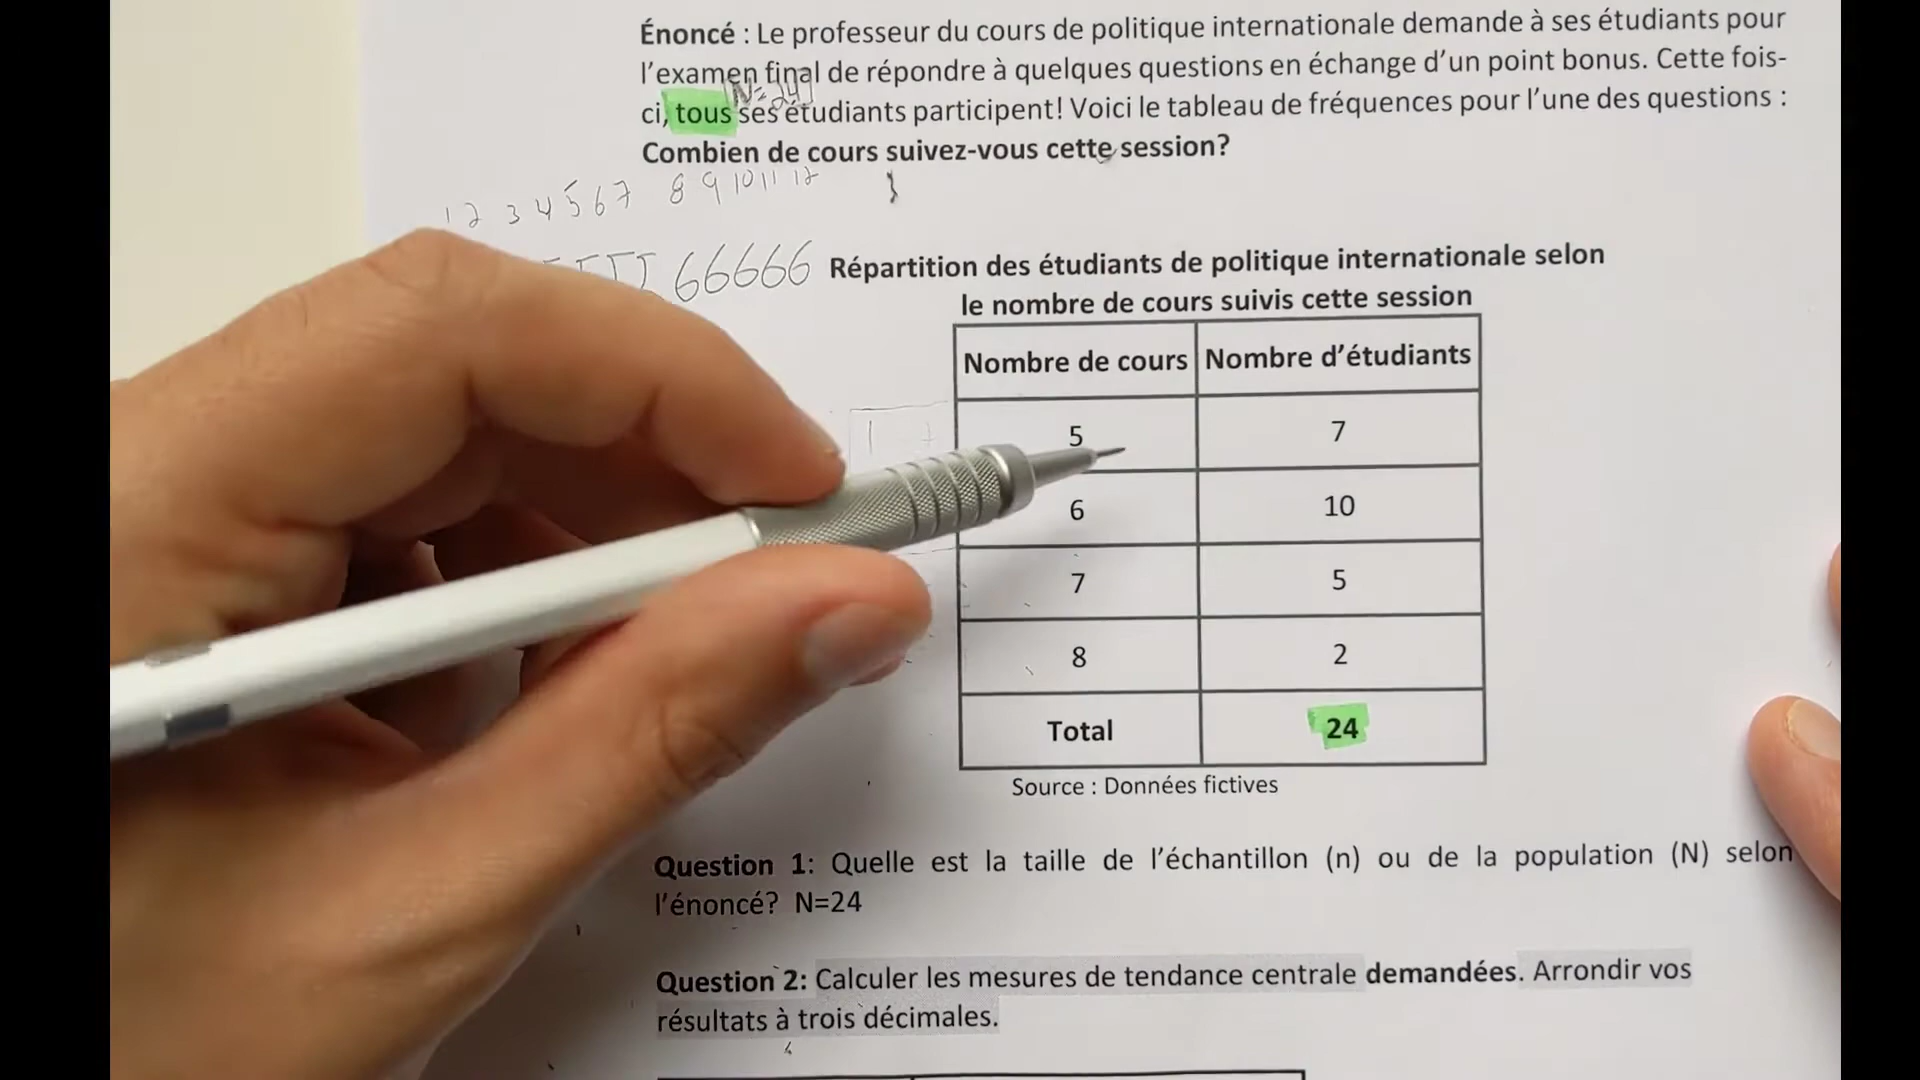 Énoncé : Le professeur du cours de politique internationale demande à ses étudiants pour
l'examen final de répondre à quelques questions en échange d'un point bonus. Cette fois-
N=24
ci, tous ses étudiants participent! Voici le tableau de fréquences pour l'une des questions :
Combien de cours suivez-vous cette session?
1 2 3 4 5 6 7 8 9 10 11 12
66666
Répartition des étudiants de politique internationale selon
le nombre de cours suivis cette session
Nombre de cours Nombre d'étudiants
5 7
6 10
7 5
8 2
Total 24
Source : Données fictives
Question 1: Quelle est la taille de l'échantillon (n) ou de la population (N) selon
l'énoncé? N=24
Question 2: Calculer les mesures de tendance centrale demandées. Arrondir vos
résultats à trois décimales.